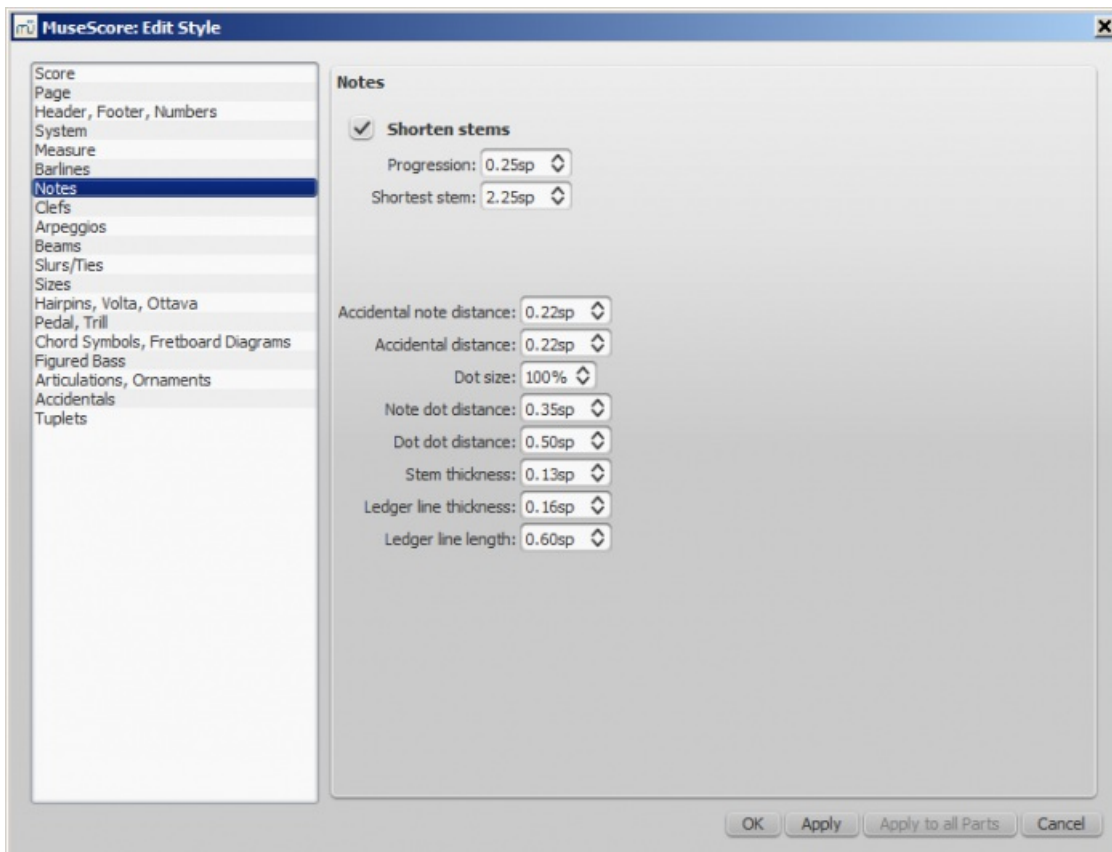 MuseScore: Edit Style
Score
Page
Header, Footer, Numbers
System
Measure
Barlines
Notes
Clefs
Arpeggios
Beams
Slurs/Ties
Sizes
Hairpins, Volta, Ottava
Pedal, Trill
Chord Symbols, Fretboard Diagrams
Figured Bass
Articulations, Ornaments
Accidentals
Tuplets
Notes
Shorten stems
Progression: 0.25sp
Shortest stem: 2.25sp
Accidental note distance: 0.22sp
Accidental distance: 0.22sp
Dot size: 100%
Note dot distance: 0.35sp
Dot dot distance: 0.50sp
Stem thickness: 0.13sp
Ledger line thickness: 0.16sp
Ledger line length: 0.60sp
OK Apply Apply to all Parts Cancel